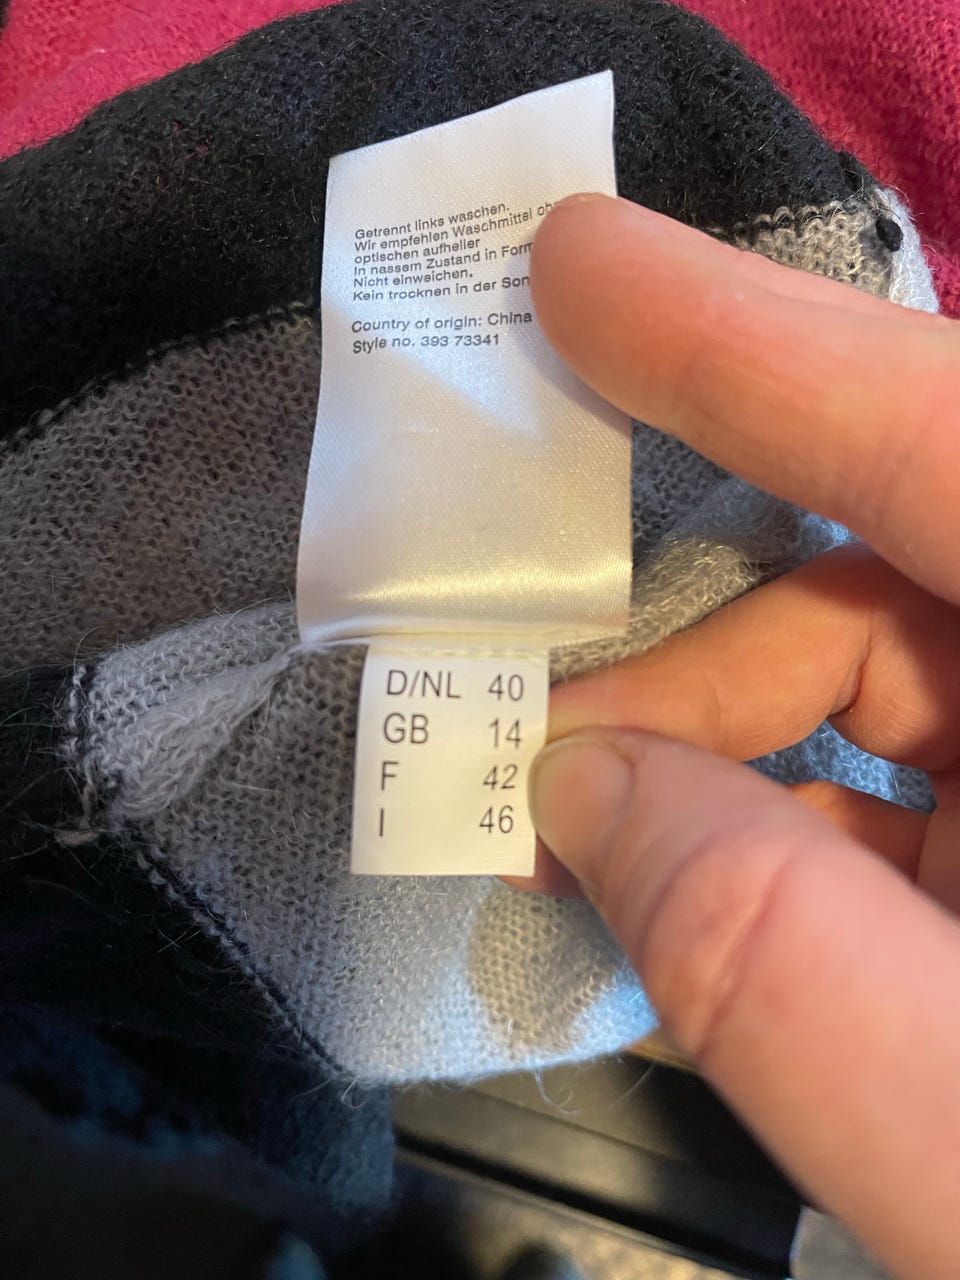 Getrennt links waschen.
Wir empfehlen Waschmittel
optischen aufheller
In nassem Zustand in
Nicht einweichen.
Kein trocknen in der
Country of origin: China
Style no. 393 73341
D/NL 40
GB 14
F 42
I 46